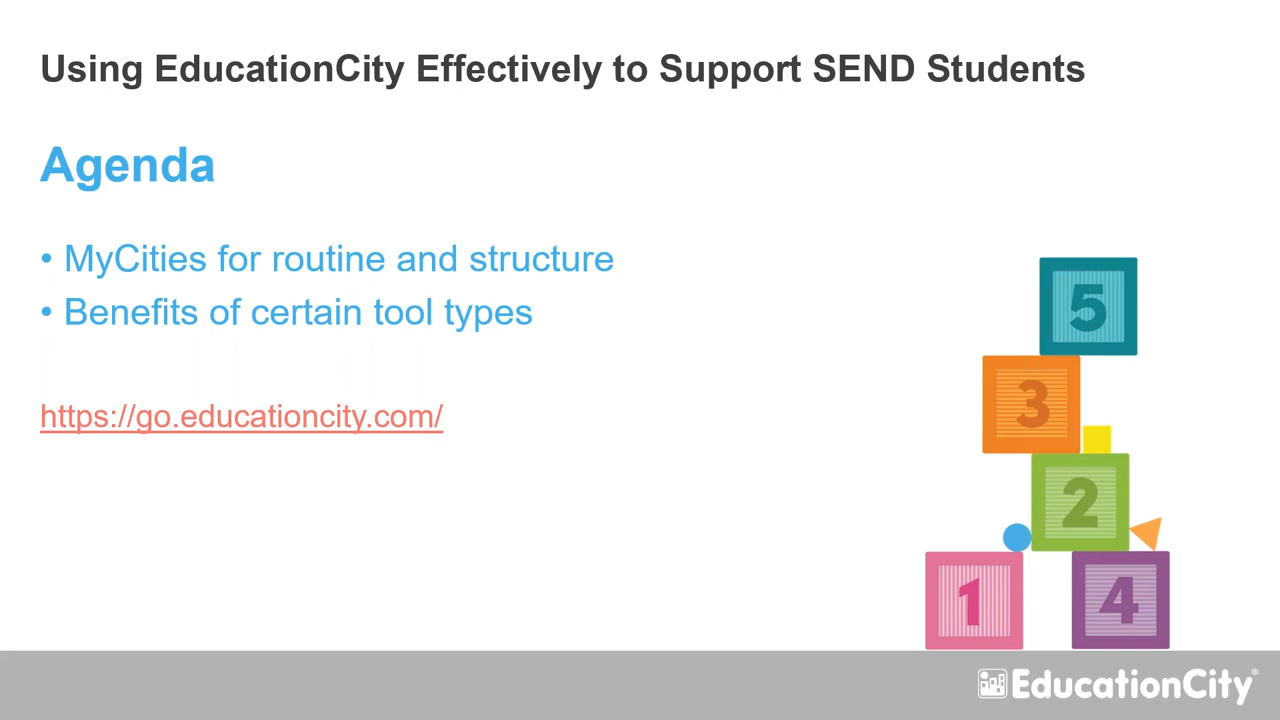 Using EducationCity Effectively to Support SEND Students
Agenda
• MyCities for routine and structure
• Benefits of certain tool types
https://go.educationcity.com/
5
3
2
1
4
EducationCity®